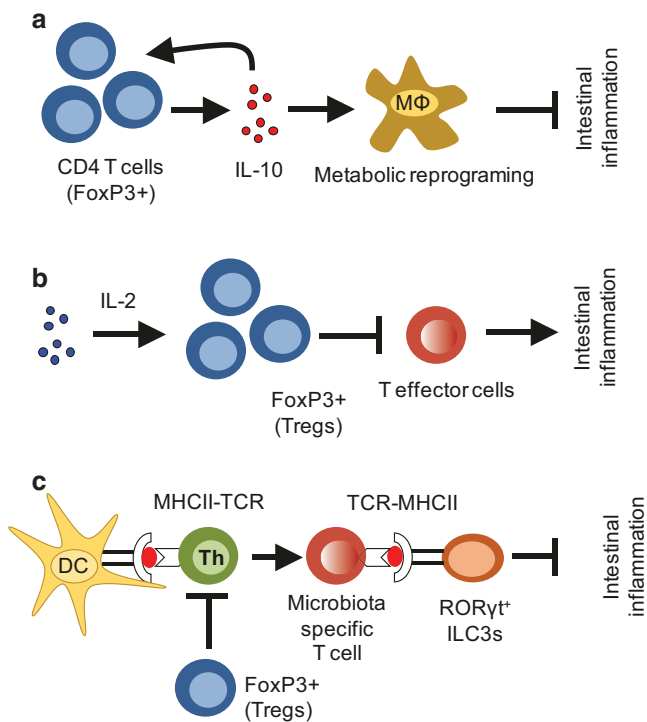 a
CD4 T cells
(FoxP3+)
IL-10
MΦ
Metabolic reprograming
Intestinal
inflammation
b
IL-2
FoxP3+
(Tregs)
T effector cells
Intestinal
inflammation
c
MHCII-TCR
TCR-MHCII
DC
Th
Microbiota
specific
T cell
RORγt⁺
ILC3s
FoxP3+
(Tregs)
Intestinal
inflammation